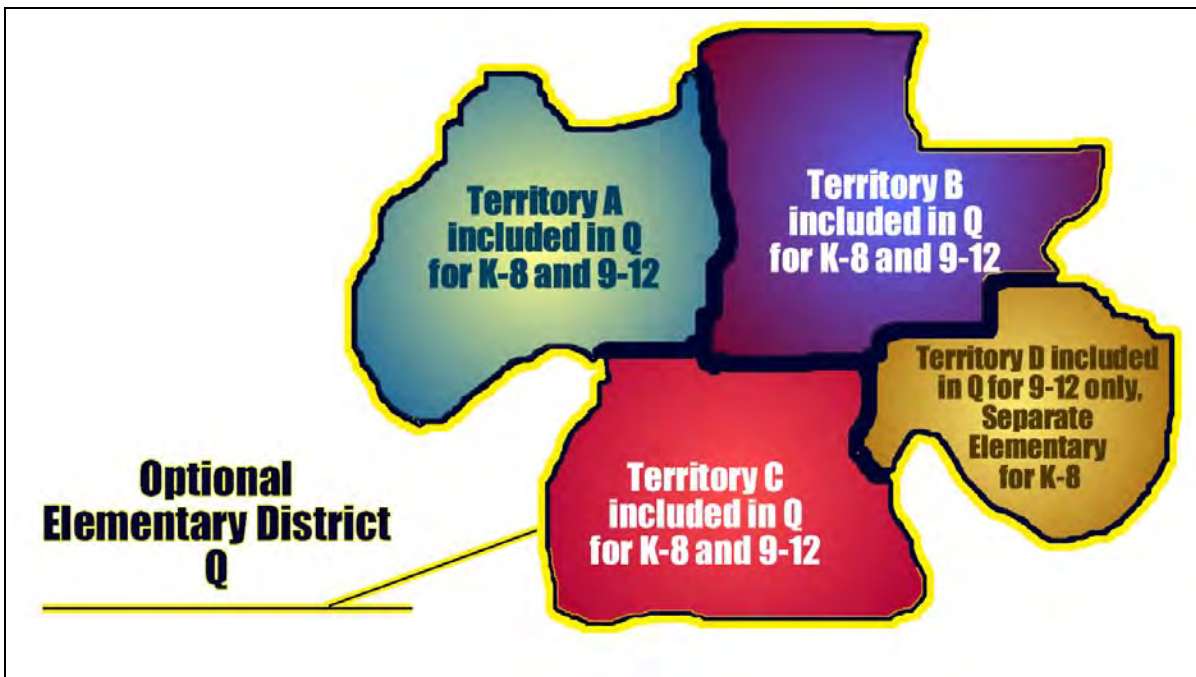 Territory A
included in Q
for K-8 and 9-12
Territory B
included in Q
for K-8 and 9-12
Territory D included
in Q for 9-12 only,
Separate
Elementary
for K-8
Territory C
included in Q
for K-8 and 9-12
Optional
Elementary District
Q